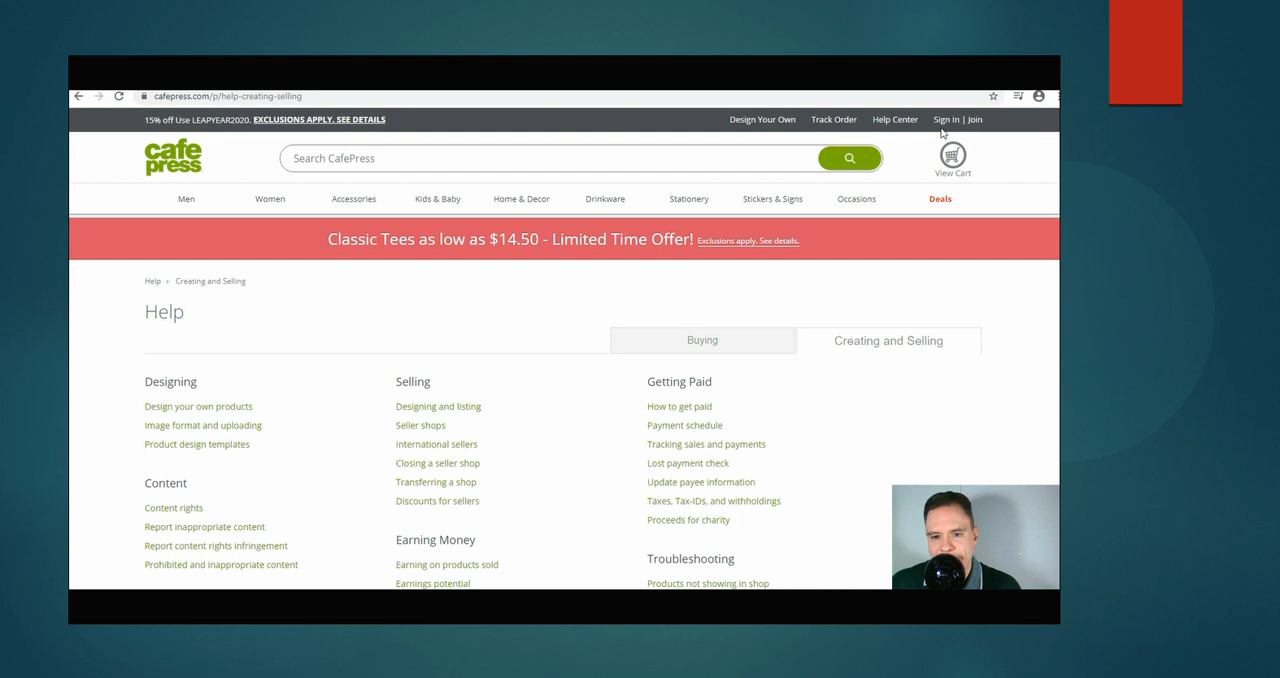 cafepress.com/p/help-creating-selling
15% off Use LEAPYEAR2020. EXCLUSIONS APPLY. SEE DETAILS
Design Your Own Track Order Help Center Sign In | Join
cafe
press
Search CafePress
View Cart
Men Women Accessories Kids & Baby Home & Decor Drinkware Stationery Stickers & Signs Occasions Deals
Classic Tees as low as $14.50 - Limited Time Offer! Exclusions apply. See details.
Help > Creating and Selling
Help
Buying Creating and Selling
Designing
Design your own products
Image format and uploading
Product design templates
Content
Content rights
Report inappropriate content
Report content rights infringement
Prohibited and inappropriate content
Selling
Designing and listing
Seller shops
International sellers
Closing a seller shop
Transferring a shop
Discounts for sellers
Earning Money
Earning on products sold
Earnings potential
Getting Paid
How to get paid
Payment schedule
Tracking sales and payments
Lost payment check
Update payee information
Taxes, Tax-IDs, and withholdings
Proceeds for charity
Troubleshooting
Products not showing in shop